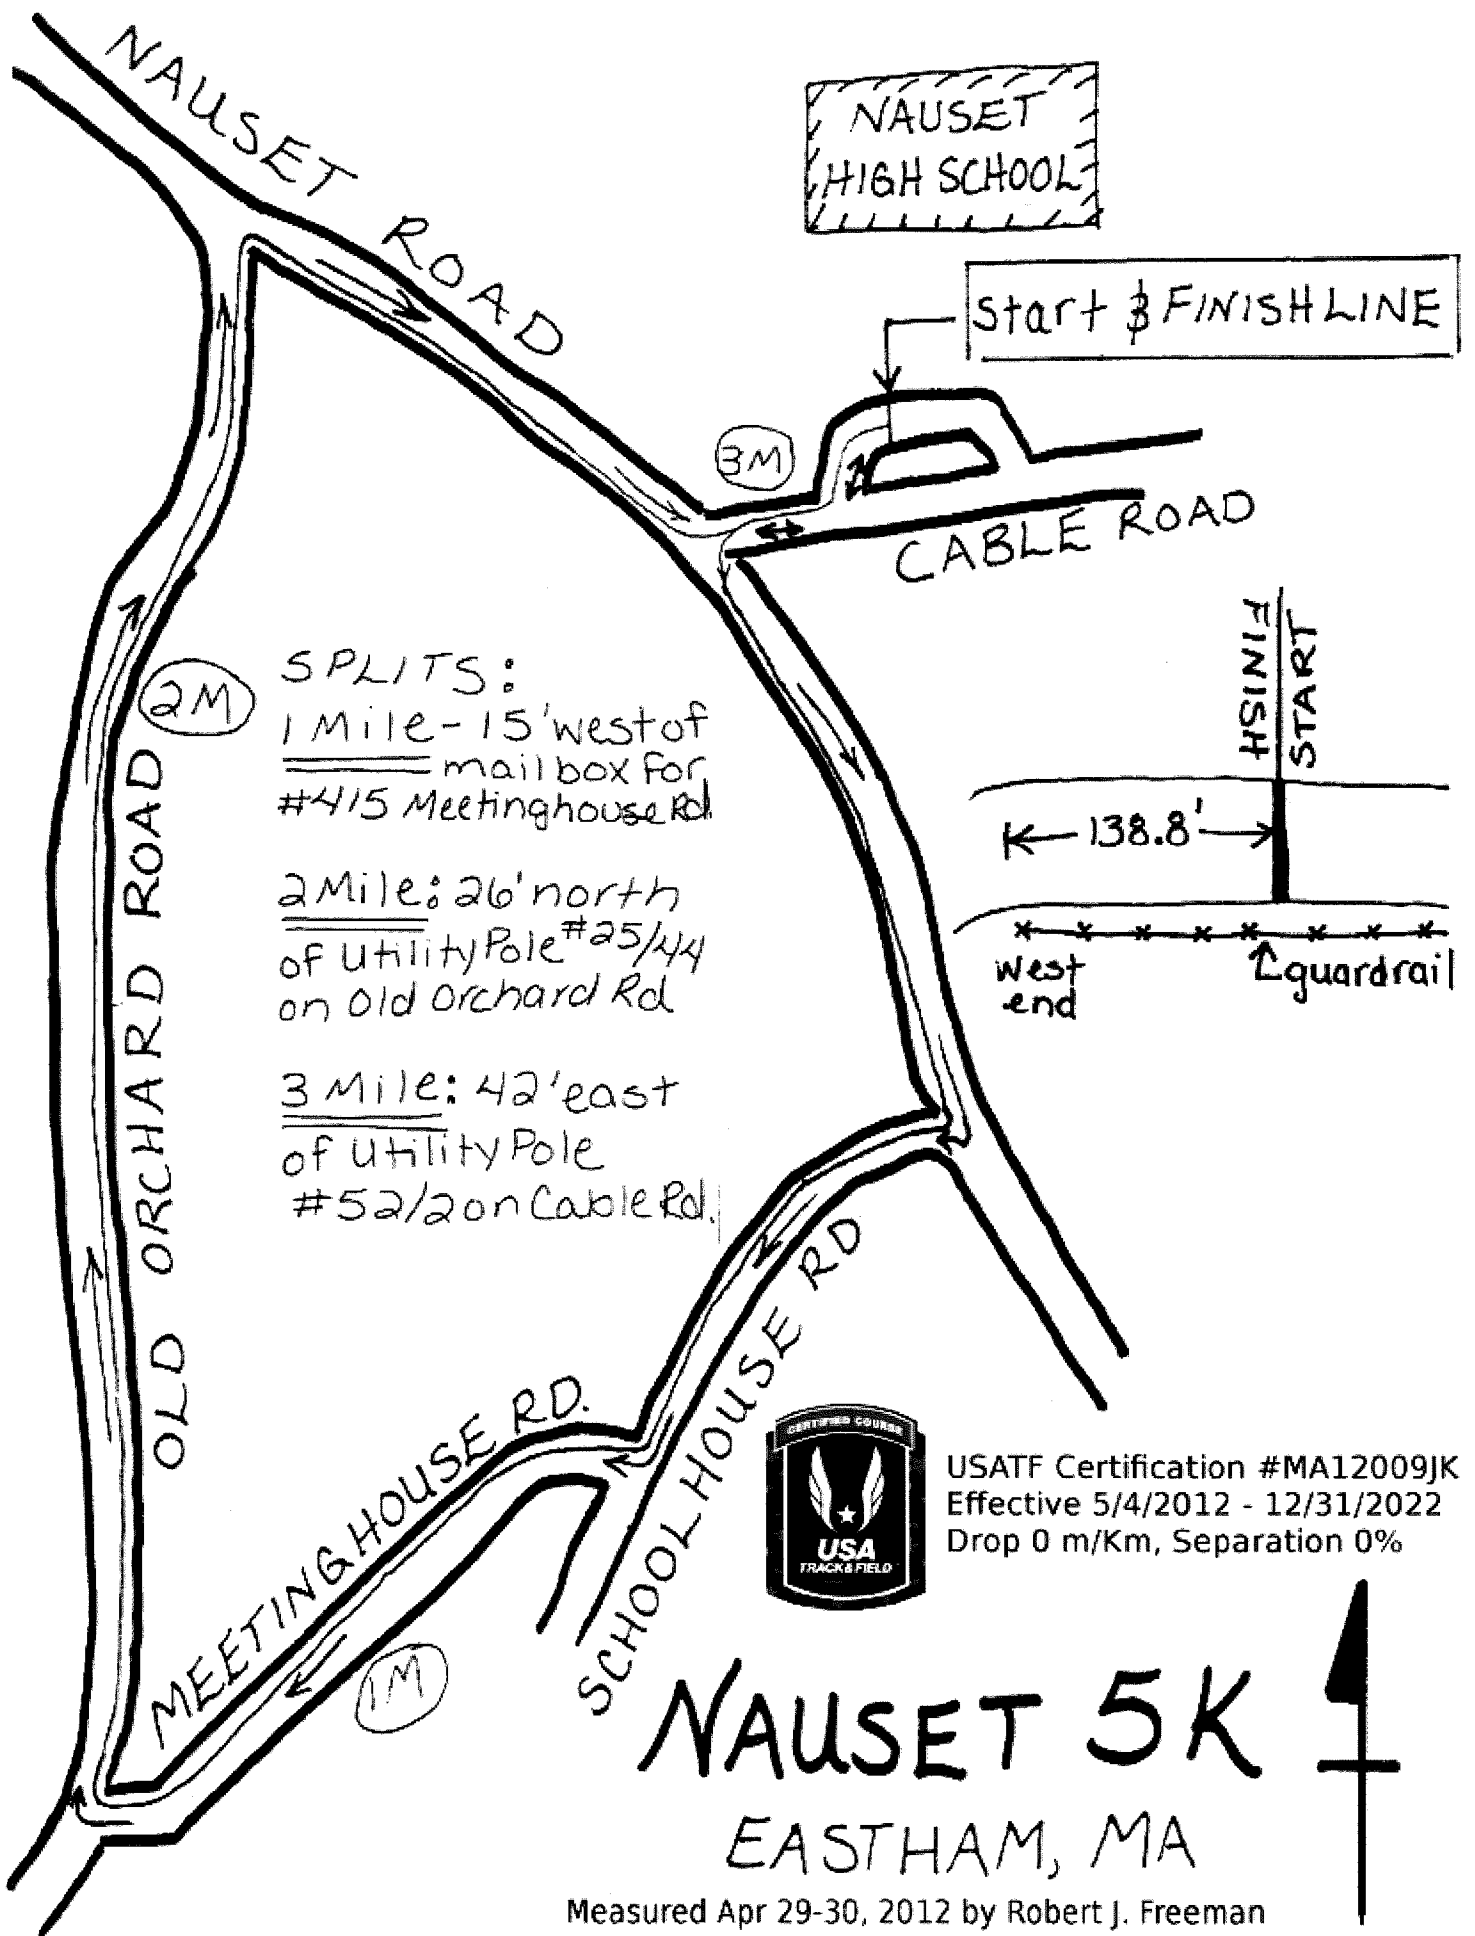 NAUSET ROAD
NAUSET
HIGH SCHOOL
start & FINISH LINE
3M
CABLE ROAD
FINISH
START
138.8'
west
end
guardrail
2M
SPLITS:
1 Mile - 15' west of
mailbox for
#415 Meetinghouse Rd.
2 Mile: 26' north
of Utility Pole #25/44
on Old Orchard Rd
3 Mile: 42' east
of Utility Pole
#52/2 on Cable Rd.
OLD ORCHARD ROAD
SCHOOLHOUSE RD
MEETINGHOUSE RD.
1M
CERTIFIED COURSE
USA
TRACK & FIELD
USATF Certification #MA12009JK
Effective 5/4/2012 - 12/31/2022
Drop 0 m/Km, Separation 0%
NAUSET 5K
EASTHAM, MA
Measured Apr 29-30, 2012 by Robert J. Freeman